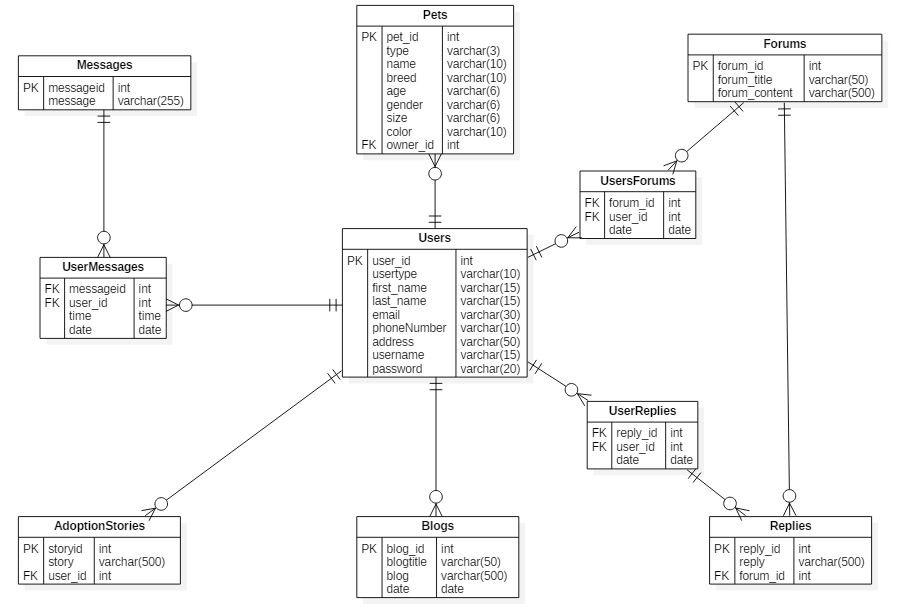 Pets
PK pet_id int
type varchar(3)
name varchar(10)
breed varchar(10)
age varchar(6)
gender varchar(6)
size varchar(6)
color varchar(10)
FK owner_id int
Forums
PK forum_id int
forum_title varchar(50)
forum_content varchar(500)
Messages
PK messageid int
message varchar(255)
UsersForums
FK forum_id int
FK user_id int
date date
Users
PK user_id int
usertype varchar(10)
first_name varchar(15)
last_name varchar(15)
email varchar(30)
phoneNumber varchar(10)
address varchar(50)
username varchar(15)
password varchar(20)
UserMessages
FK messageid int
FK user_id int
time time
date date
UserReplies
FK reply_id int
FK user_id int
date date
AdoptionStories
PK storyid int
story varchar(500)
FK user_id int
Blogs
PK blog_id int
blogtitle varchar(50)
blog varchar(500)
date date
Replies
PK reply_id int
reply varchar(500)
FK forum_id int